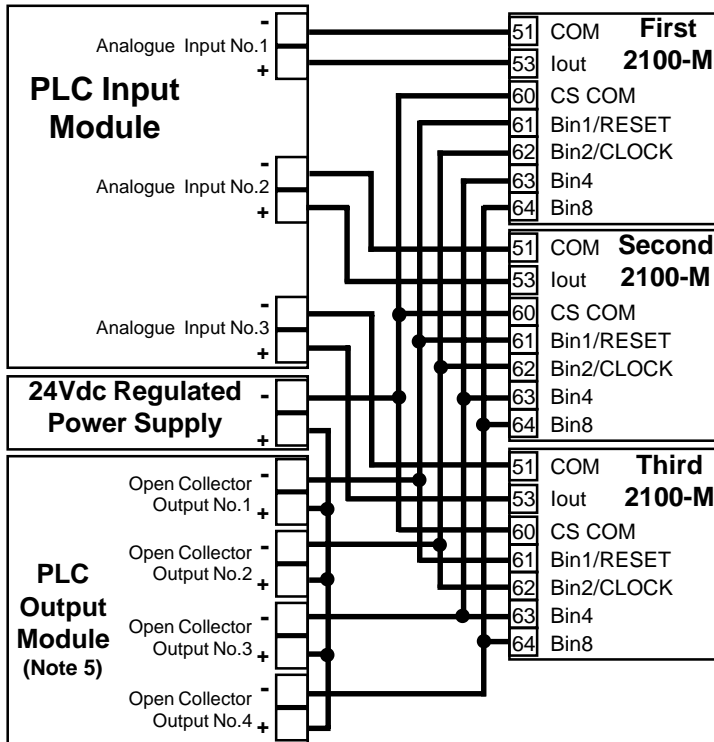 -
Analogue Input No.1
+
PLC Input
Module
-
Analogue Input No.2
+
-
Analogue Input No.3
+
24Vdc Regulated -
Power Supply
+
-
Open Collector
Output No.1
+
-
Open Collector
Output No.2
+
PLC
Output
Module
(Note 5)
-
Open Collector
Output No.3
+
-
Open Collector
Output No.4
+
51 COM First
53 Iout 2100-M
60 CS COM
61 Bin1/RESET
62 Bin2/CLOCK
63 Bin4
64 Bin8
51 COM Second
53 Iout 2100-M
60 CS COM
61 Bin1/RESET
62 Bin2/CLOCK
63 Bin4
64 Bin8
51 COM Third
53 Iout 2100-M
60 CS COM
61 Bin1/RESET
62 Bin2/CLOCK
63 Bin4
64 Bin8